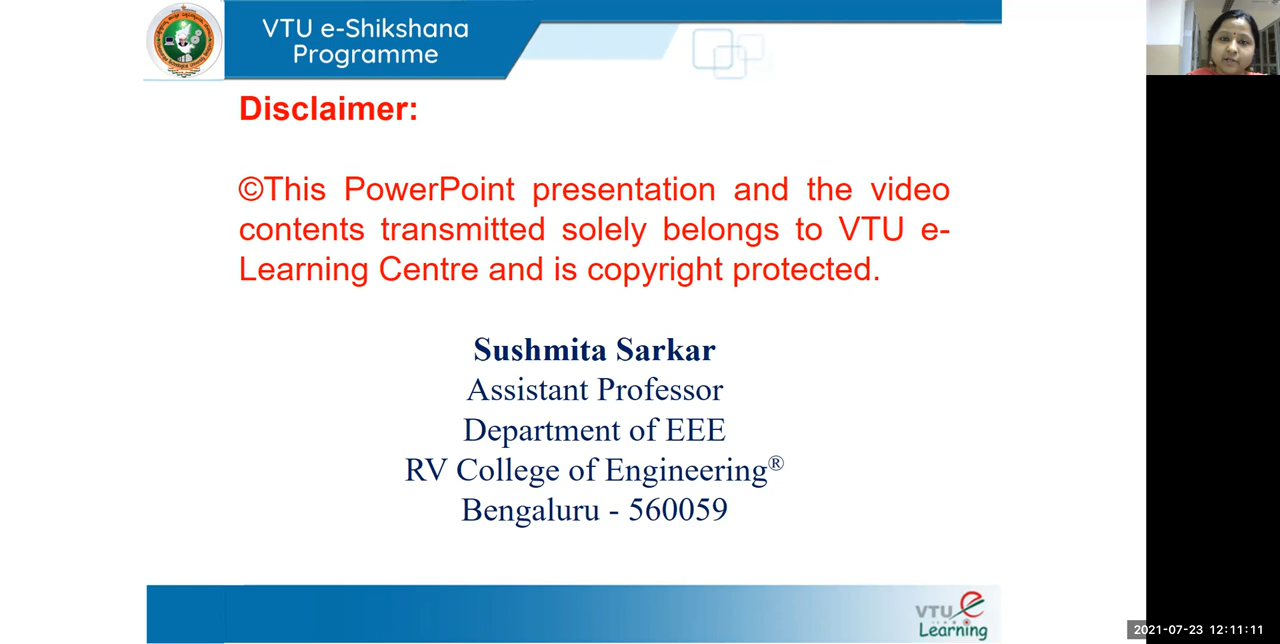 VTU e-Shikshana
Programme
Disclaimer:
©This PowerPoint presentation and the video
contents transmitted solely belongs to VTU e-
Learning Centre and is copyright protected.
Sushmita Sarkar
Assistant Professor
Department of EEE
RV College of Engineering®
Bengaluru - 560059
VTU e
Learning
2021-07-23 12:11:11